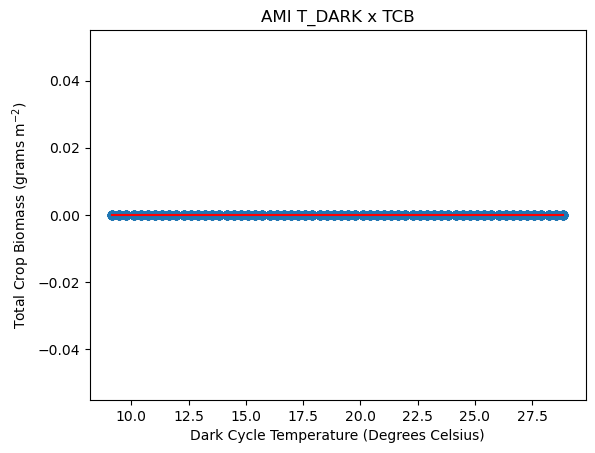 AMI T_DARK x TCB
Total Crop Biomass (grams m⁻²)
0.04
0.02
0.00
−0.02
−0.04
10.0 12.5 15.0 17.5 20.0 22.5 25.0 27.5
Dark Cycle Temperature (Degrees Celsius)